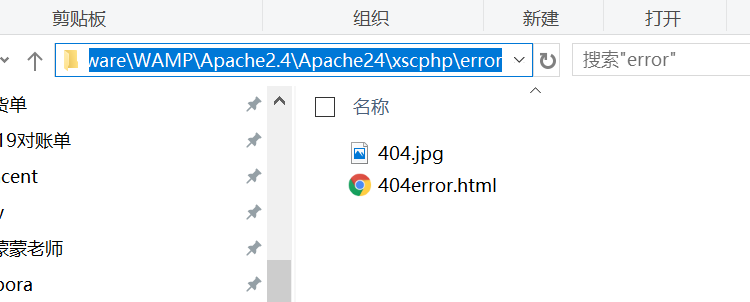 剪贴板 组织 新建 打开
ware\WAMP\Apache2.4\Apache24\xscphp\error 搜索"error"
名称
货单
19对账单
404.jpg
cent
404error.html
y
蒙蒙老师
pora